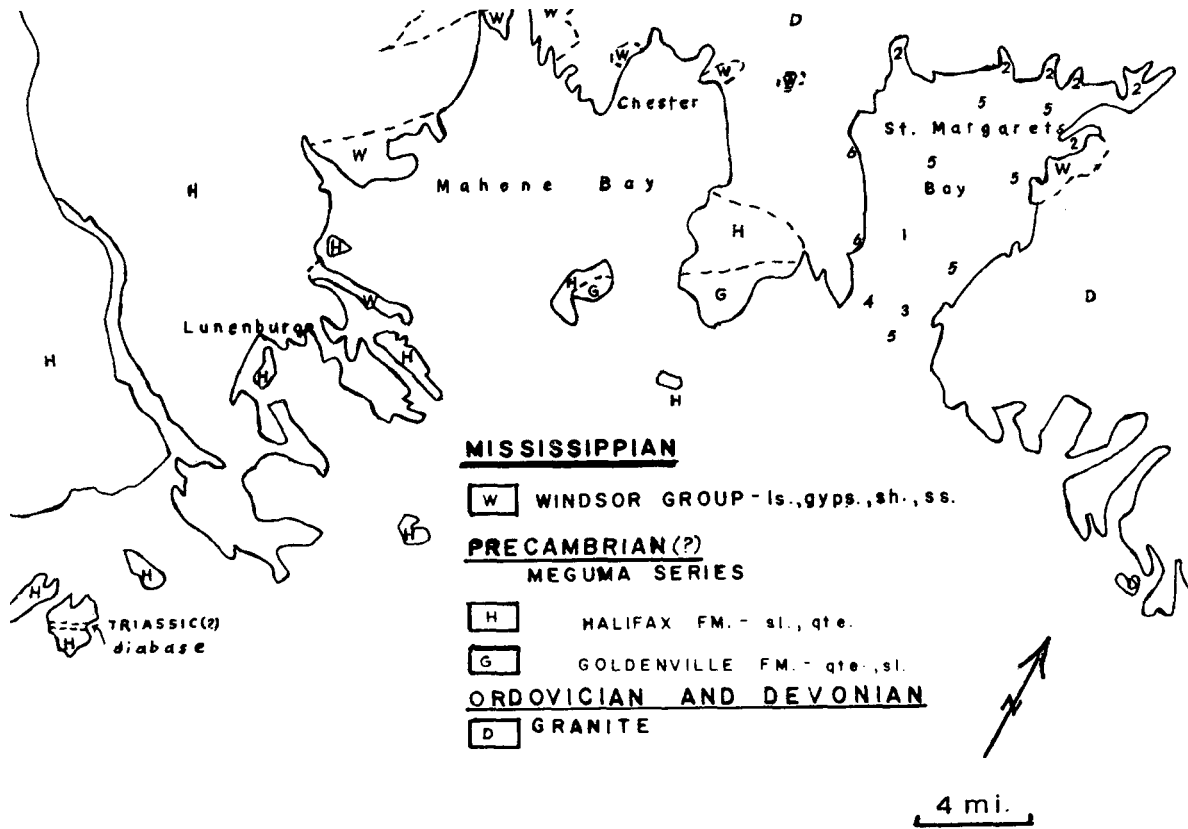 W
W
D
W
W
W
2
2
2
2
2
Chester
5
5
St. Margarets
W
6
5
2
W
H
Mahone Bay
5
Bay
H
H
6
1
H
G
5
D
W
G
4
3
Lunenburg
5
H
H
H
H
MISSISSIPPIAN
W WINDSOR GROUP - ls., gyps., sh., ss.
H
PRECAMBRIAN (?)
MEGUMA SERIES
H
D
H
H HALIFAX FM. - sl., qte.
TRIASSIC(?)
H
diabase
G GOLDENVILLE FM. - qte., sl.
ORDOVICIAN AND DEVONIAN
D GRANITE
N
4 mi.